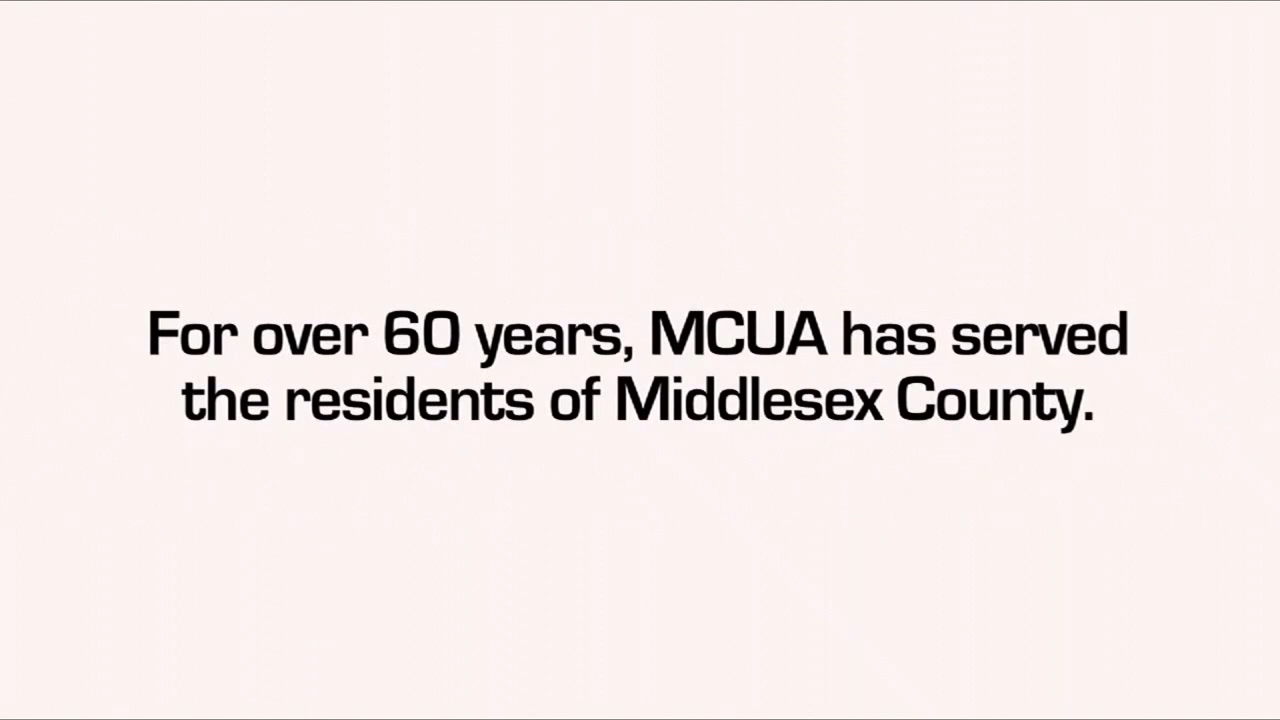 For over 60 years, MCUA has served
the residents of Middlesex County.